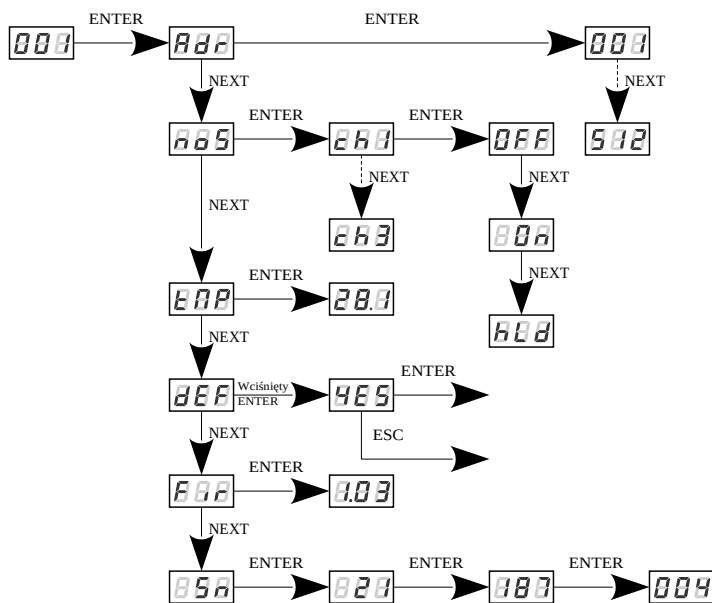 ENTER ENTER
001 Adr 001
NEXT NEXT
noS ENTER ch1 ENTER OFF 512
NEXT NEXT
NEXT
ch3 On
ENTER NEXT
tMP 28.1
hLd
NEXT
Wciśnięty
dEF ENTER YES ENTER
NEXT ESC
ENTER
Fir 1.03
NEXT
ENTER ENTER ENTER
Sn 21 187 004